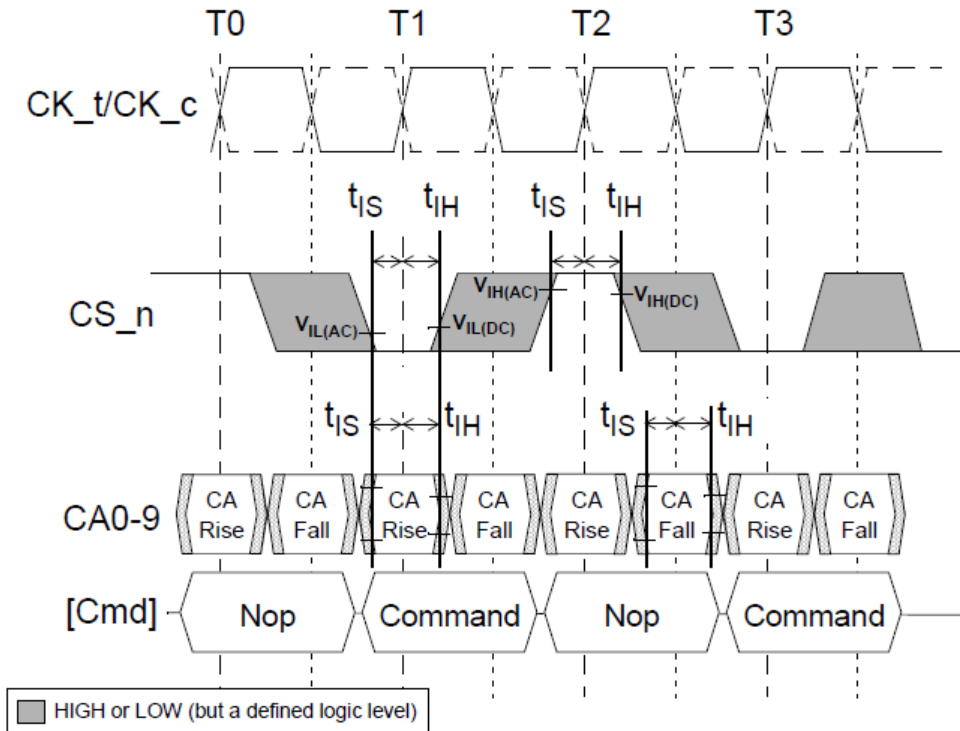 T0 T1 T2 T3
CK_t/CK_c
tIS tIH tIS tIH
CS_n
VIL(AC) VIL(DC) VIH(AC) VIH(DC)
tIS tIH tIS tIH
CA0-9
CA Rise CA Fall CA Rise CA Fall CA Rise CA Fall CA Rise CA Fall
[Cmd] Nop Command Nop Command
HIGH or LOW (but a defined logic level)